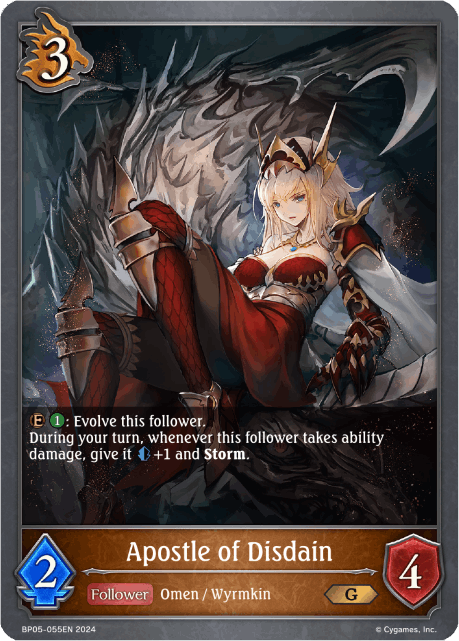 3
E 1: Evolve this follower.
During your turn, whenever this follower takes ability
damage, give it +1 and Storm.
Apostle of Disdain
2
Follower Omen / Wyrmkin G
4
BP05-055EN 2024 © Cygames, Inc.